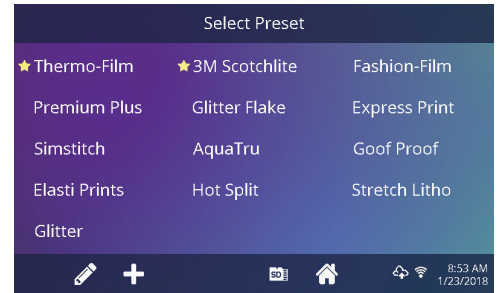 Select Preset
Thermo-Film 3M Scotchlite Fashion-Film
Premium Plus Glitter Flake Express Print
Simstitch AquaTru Goof Proof
Elasti Prints Hot Split Stretch Litho
Glitter
SD 8:53 AM
1/23/2018